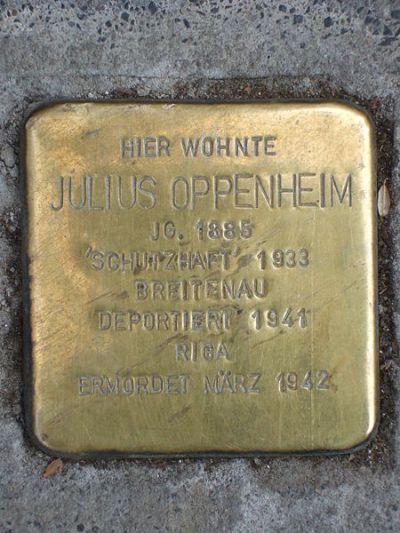 HIER WOHNTE
JULIUS OPPENHEIM
JG. 1885
'SCHUTZHAFT' 1933
BREITENAU
DEPORTIERT 1941
RIGA
ERMORDET MÄRZ 1942